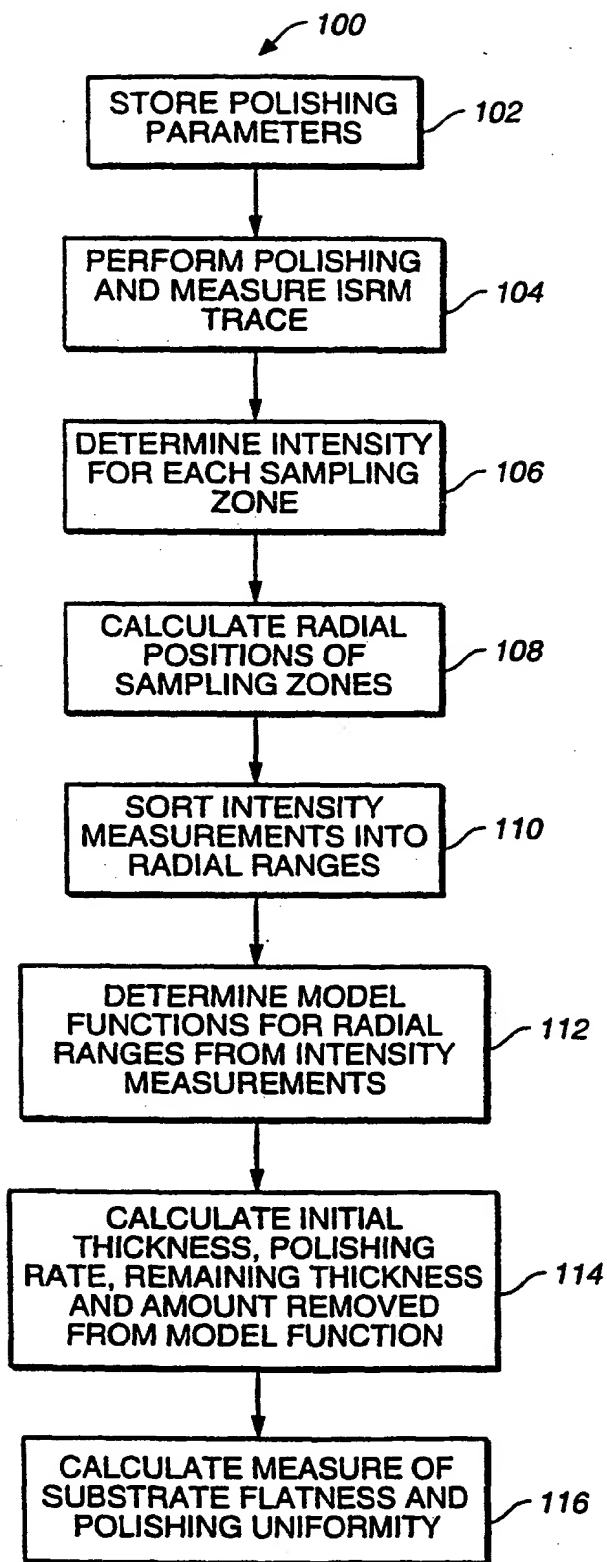 100
STORE POLISHING
PARAMETERS
102
PERFORM POLISHING
AND MEASURE ISRM
TRACE
104
DETERMINE INTENSITY
FOR EACH SAMPLING
ZONE
106
CALCULATE RADIAL
POSITIONS OF
SAMPLING ZONES
108
SORT INTENSITY
MEASUREMENTS INTO
RADIAL RANGES
110
DETERMINE MODEL
FUNCTIONS FOR RADIAL
RANGES FROM INTENSITY
MEASUREMENTS
112
CALCULATE INITIAL
THICKNESS, POLISHING
RATE, REMAINING THICKNESS
AND AMOUNT REMOVED
FROM MODEL FUNCTION
114
CALCULATE MEASURE OF
SUBSTRATE FLATNESS AND
POLISHING UNIFORMITY
116